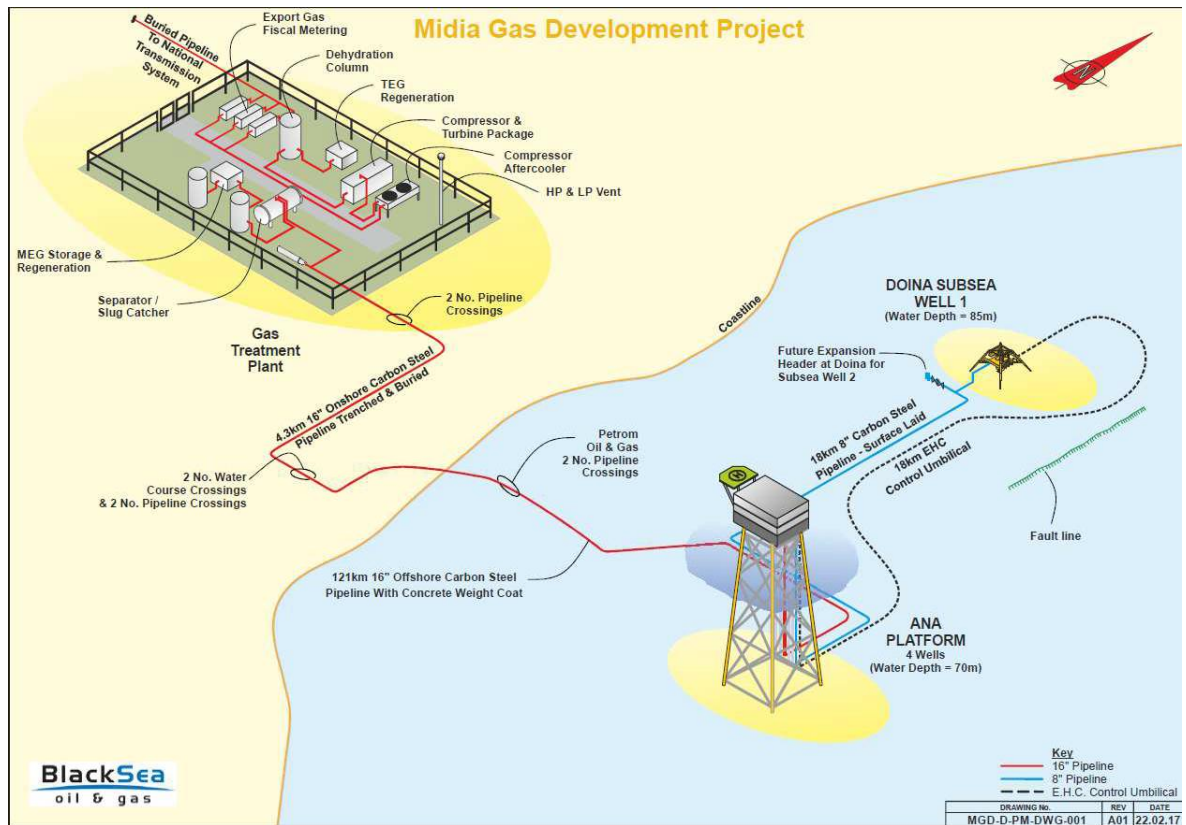 Midia Gas Development Project
Buried Pipeline
To National
Transmission
System
Export Gas
Fiscal Metering
Dehydration
Column
TEG
Regeneration
Compressor &
Turbine Package
Compressor
Aftercooler
HP & LP Vent
N
MEG Storage &
Regeneration
Separator /
Slug Catcher
2 No. Pipeline
Crossings
Gas
Treatment
Plant
Coastline
DOINA SUBSEA
WELL 1
(Water Depth = 85m)
Future Expansion
Header at Doina for
Subsea Well 2
4.3km 16" Onshore Carbon Steel
Pipeline Trenched & Buried
18km 8" Carbon Steel
Pipeline - Surface Laid
18km EHC
Control Umbilical
Petrom
Oil & Gas
2 No. Pipeline
Crossings
2 No. Water
Course Crossings
& 2 No. Pipeline Crossings
H
Fault line
121km 16" Offshore Carbon Steel
Pipeline With Concrete Weight Coat
ANA
PLATFORM
4 Wells
(Water Depth = 70m)
BlackSea
oil & gas
Key
16" Pipeline
8" Pipeline
E.H.C. Control Umbilical
DRAWING No. REV DATE
MGD-D-PM-DWG-001 A01 22.02.17